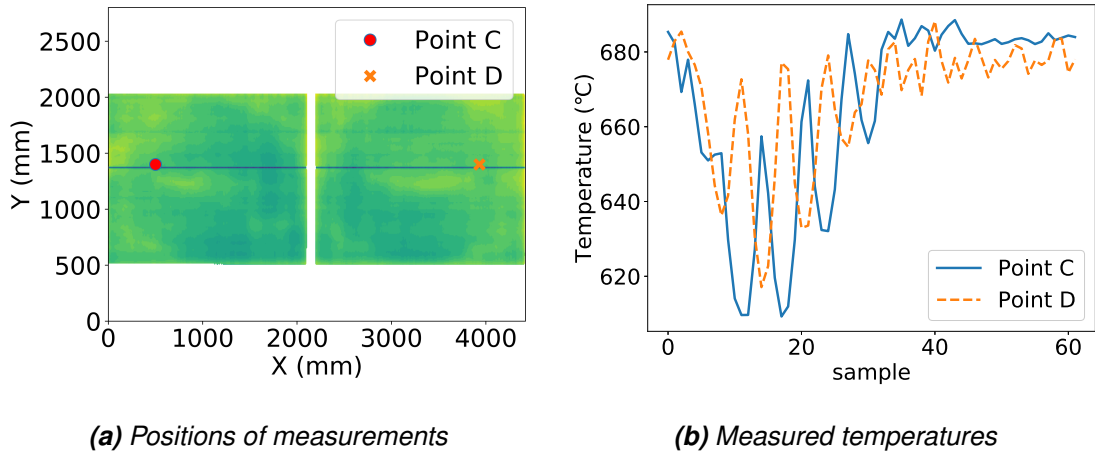 2500
2000
1500
1000
500
0
Y (mm)
0 1000 2000 3000 4000
X (mm)
Point C
Point D
(a) Positions of measurements
680
660
640
620
Temperature (°C)
0 20 40 60
sample
Point C
Point D
(b) Measured temperatures